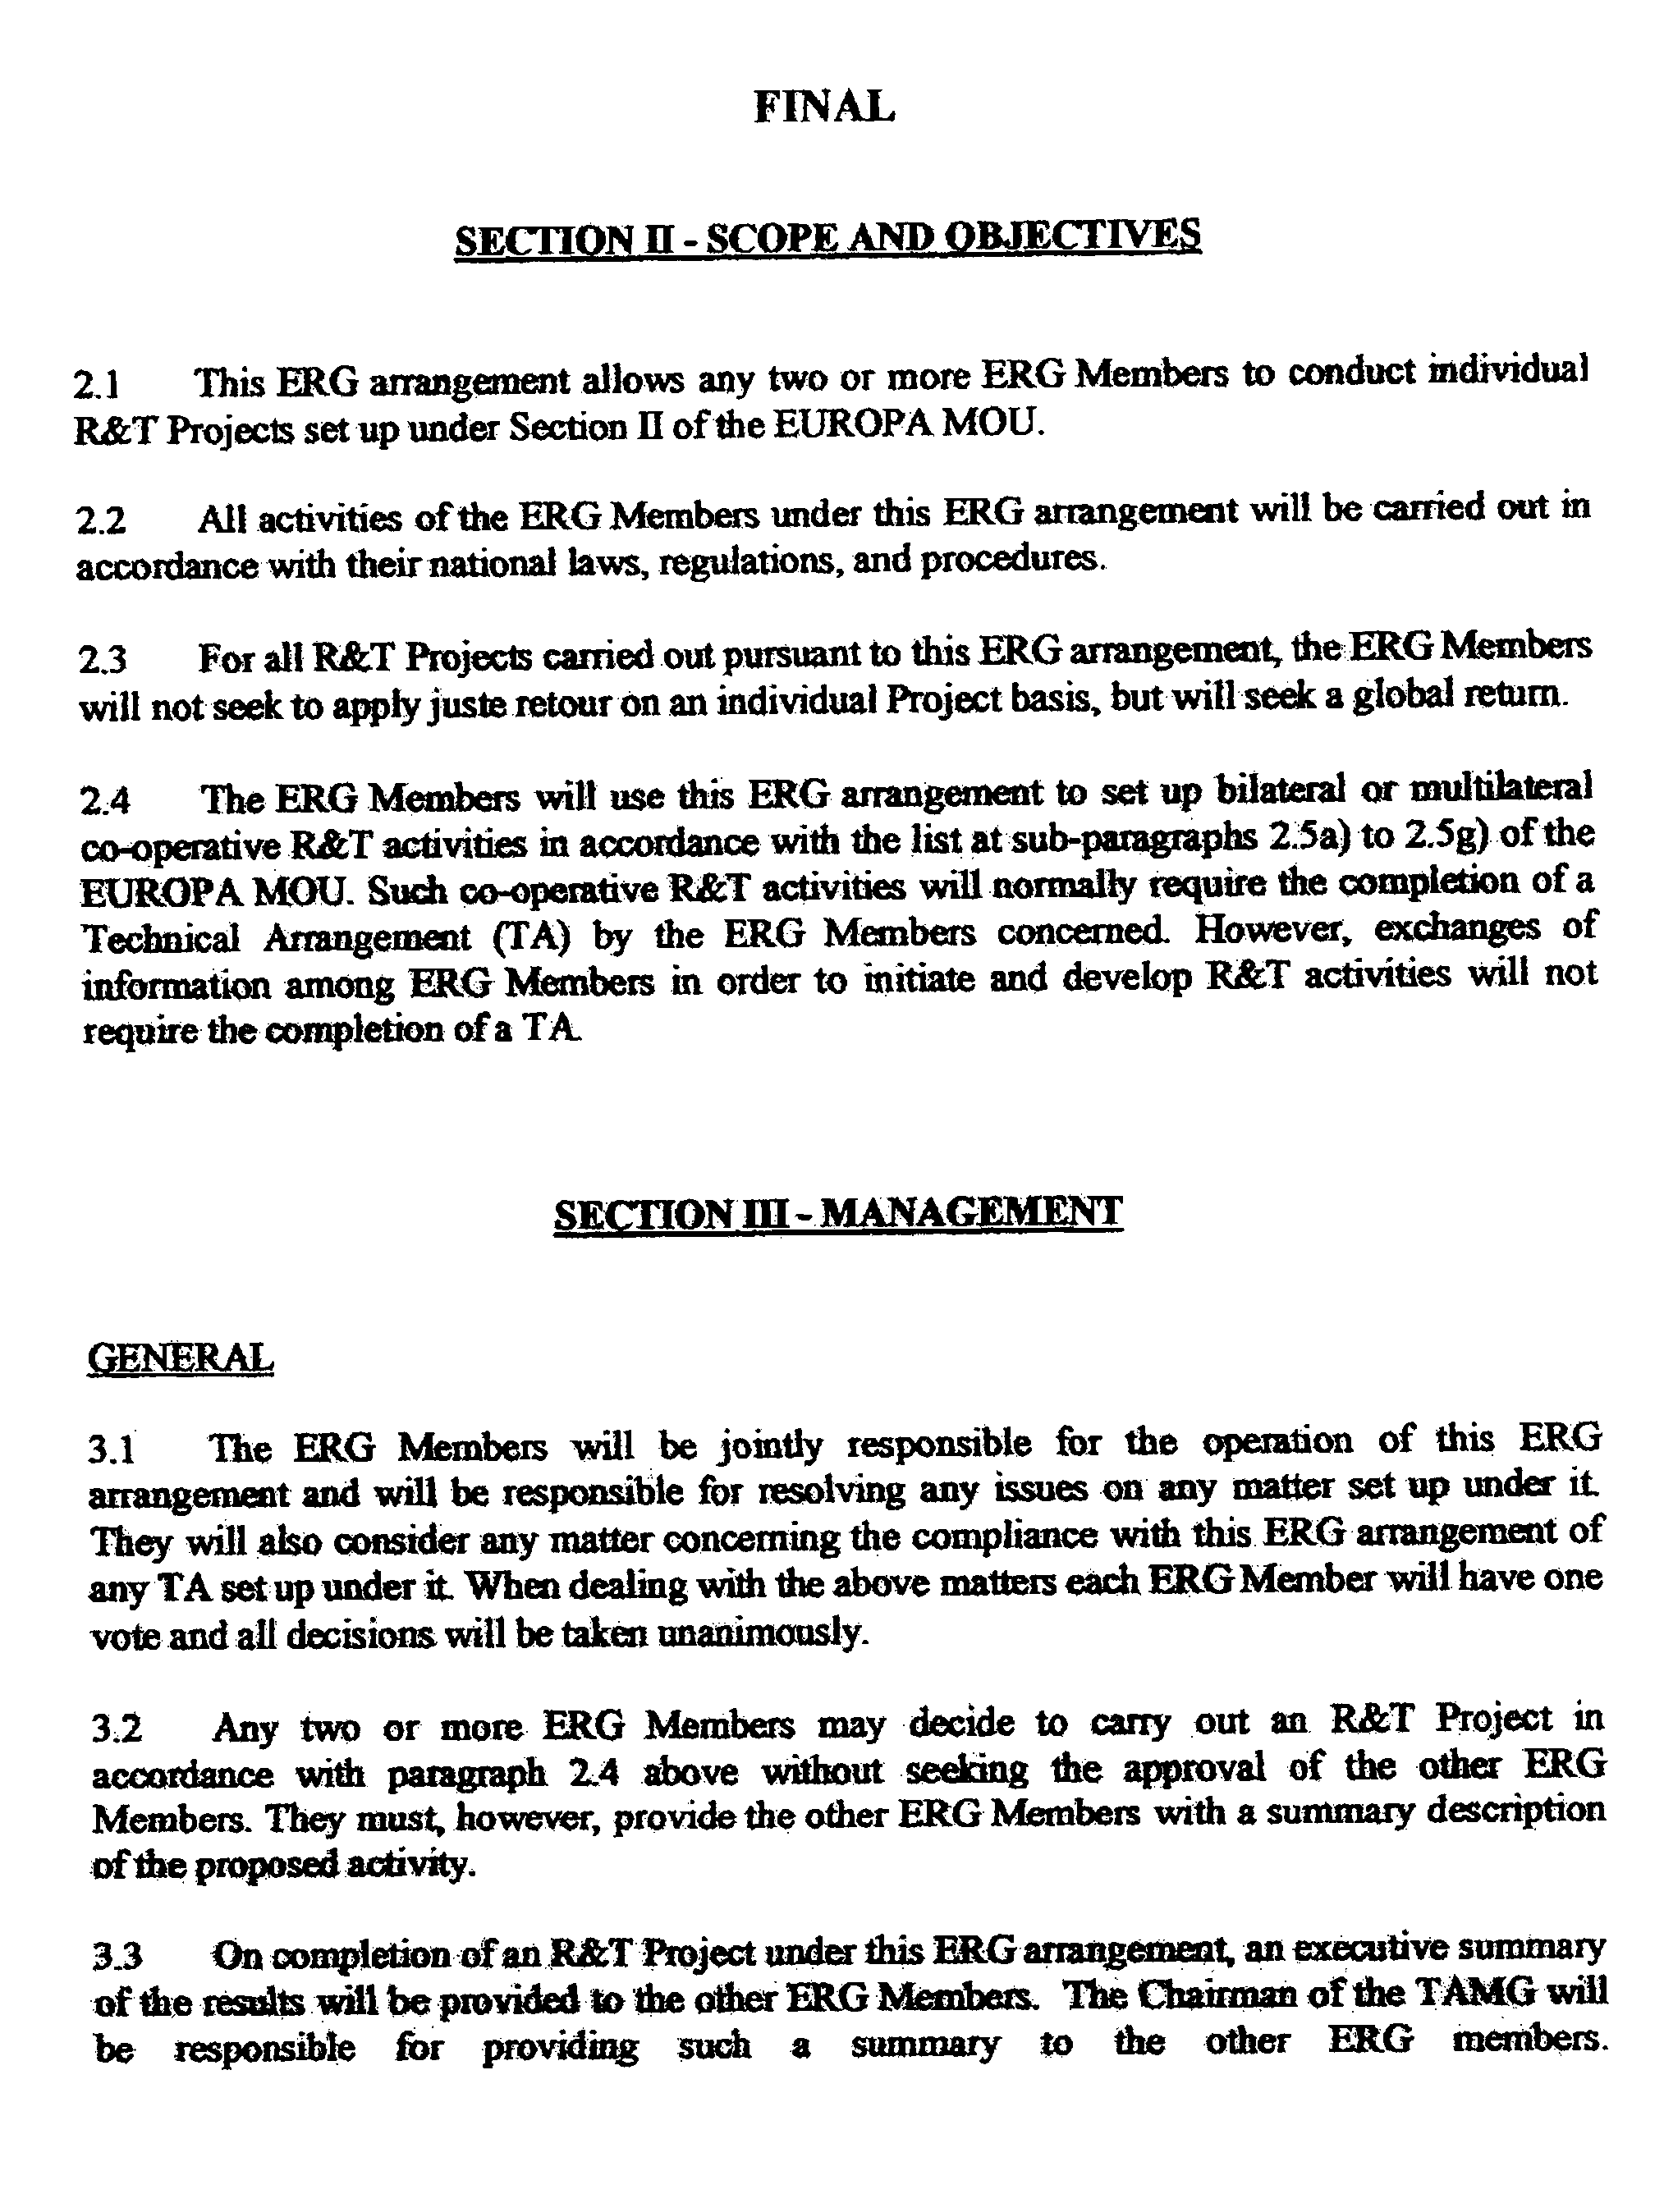 FINAL
SECTION II - SCOPE AND OBJECTIVES
2.1 This ERG arrangement allows any two or more ERG Members to conduct individual
R&T Projects set up under Section II of the EUROPA MOU.
2.2 All activities of the ERG Members under this ERG arrangement will be carried out in
accordance with their national laws, regulations, and procedures.
2.3 For all R&T Projects carried out pursuant to this ERG arrangement, the ERG Members
will not seek to apply juste retour on an individual Project basis, but will seek a global return.
2.4 The ERG Members will use this ERG arrangement to set up bilateral or multilateral
co-operative R&T activities in accordance with the list at sub-paragraphs 2.5a) to 2.5g) of the
EUROPA MOU. Such co-operative R&T activities will normally require the completion of a
Technical Arrangement (TA) by the ERG Members concerned. However, exchanges of
information among ERG Members in order to initiate and develop R&T activities will not
require the completion of a TA.
SECTION III - MANAGEMENT
GENERAL
3.1 The ERG Members will be jointly responsible for the operation of this ERG
arrangement and will be responsible for resolving any issues on any matter set up under it.
They will also consider any matter concerning the compliance with this ERG arrangement of
any TA set up under it. When dealing with the above matters each ERG Member will have one
vote and all decisions will be taken unanimously.
3.2 Any two or more ERG Members may decide to carry out an R&T Project in
accordance with paragraph 2.4 above without seeking the approval of the other ERG
Members. They must, however, provide the other ERG Members with a summary description
of the proposed activity.
3.3 On completion of an R&T Project under this ERG arrangement, an executive summary
of the results will be provided to the other ERG Members. The Chairman of the TAMG will
be responsible for providing such a summary to the other ERG members.